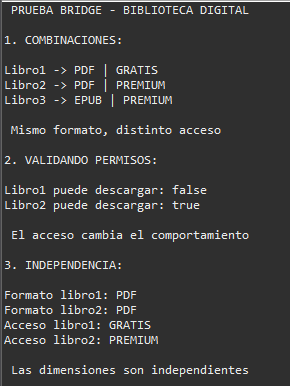 PRUEBA BRIDGE - BIBLIOTECA DIGITAL
1. COMBINACIONES:
Libro1 -> PDF | GRATIS
Libro2 -> PDF | PREMIUM
Libro3 -> EPUB | PREMIUM
Mismo formato, distinto acceso
2. VALIDANDO PERMISOS:
Libro1 puede descargar: false
Libro2 puede descargar: true
El acceso cambia el comportamiento
3. INDEPENDENCIA:
Formato libro1: PDF
Formato libro2: PDF
Acceso libro1: GRATIS
Acceso libro2: PREMIUM
Las dimensiones son independientes